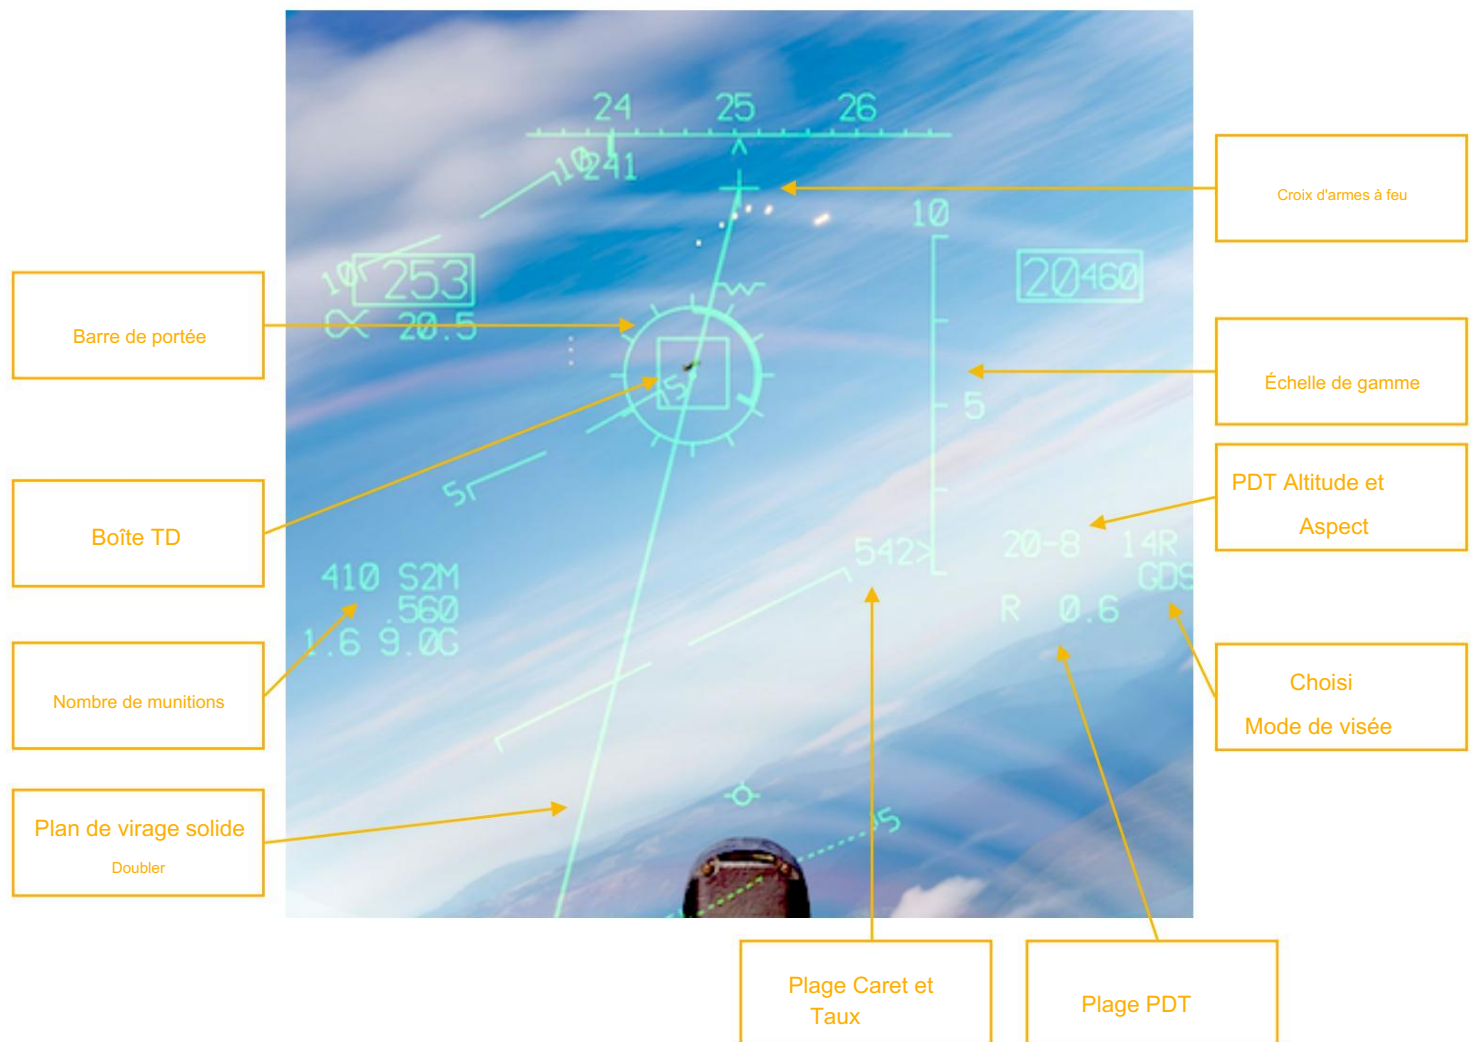 24 25 26
10
241
Croix d'armes à feu
10
10
253
20460
α 20.5
Barre de portée
Échelle de gamme
5
5
5
PDT Altitude et
Aspect
Boîte TD
542>
20-8 14R
410 S2M
GDS
.560
R 0.6
1.6 9.0G
Nombre de munitions
Choisi
Mode de visée
Plan de virage solide
Doubler
5
Plage Caret et
Taux
Plage PDT